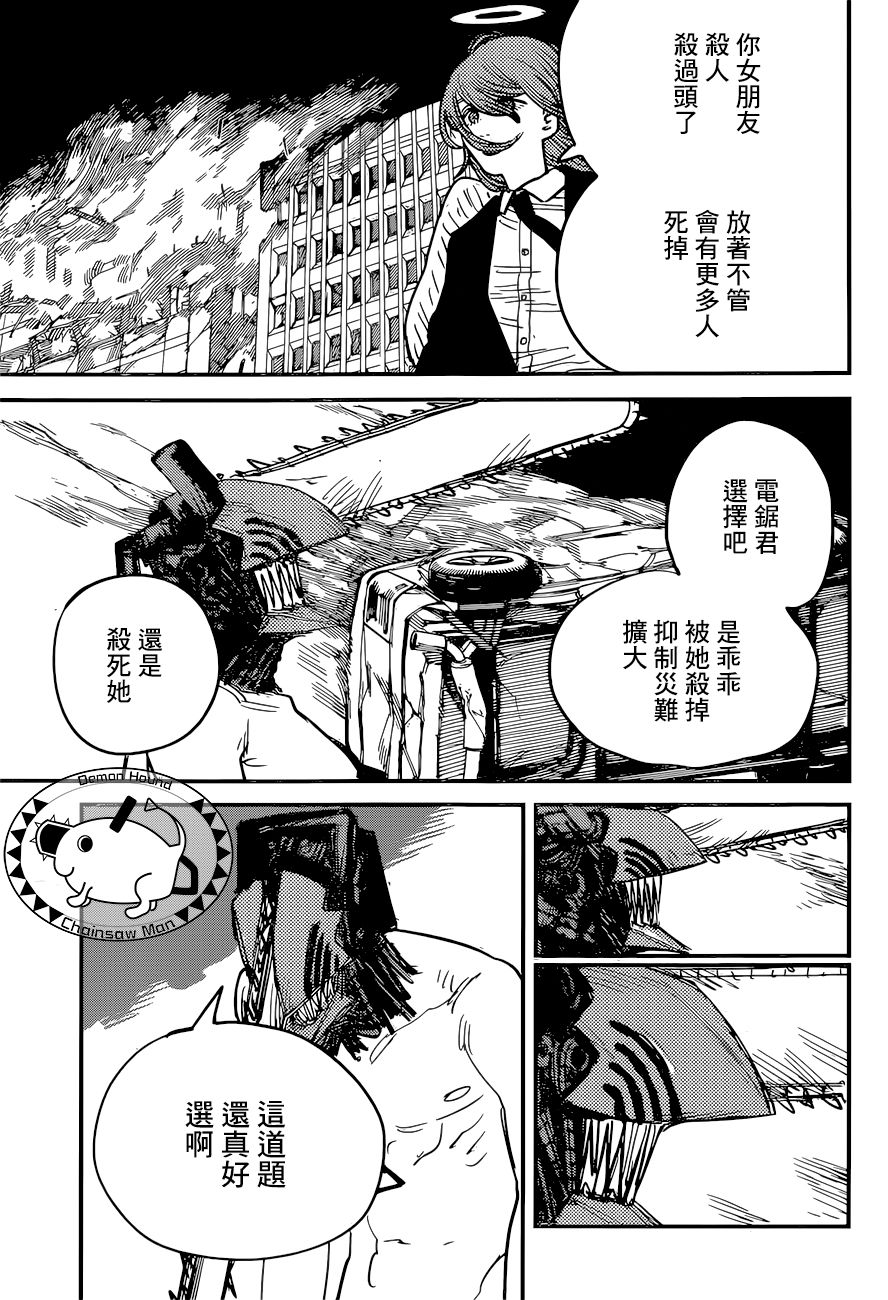 你女朋友
殺人
殺過頭了
放著不管
會有更多人
死掉
電鋸君
選擇吧
是乖乖
被她殺掉
抑制災難
擴大
還是
殺死她
Demon Hound
Chainsaw Man
這道題
還真好
選啊